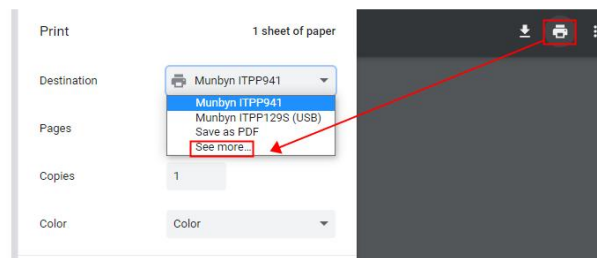 Print 1 sheet of paper
Destination Munbyn ITPP941
Munbyn ITPP941
Munbyn ITPP129S (USB)
Save as PDF
See more...
Pages
Copies 1
Color Color